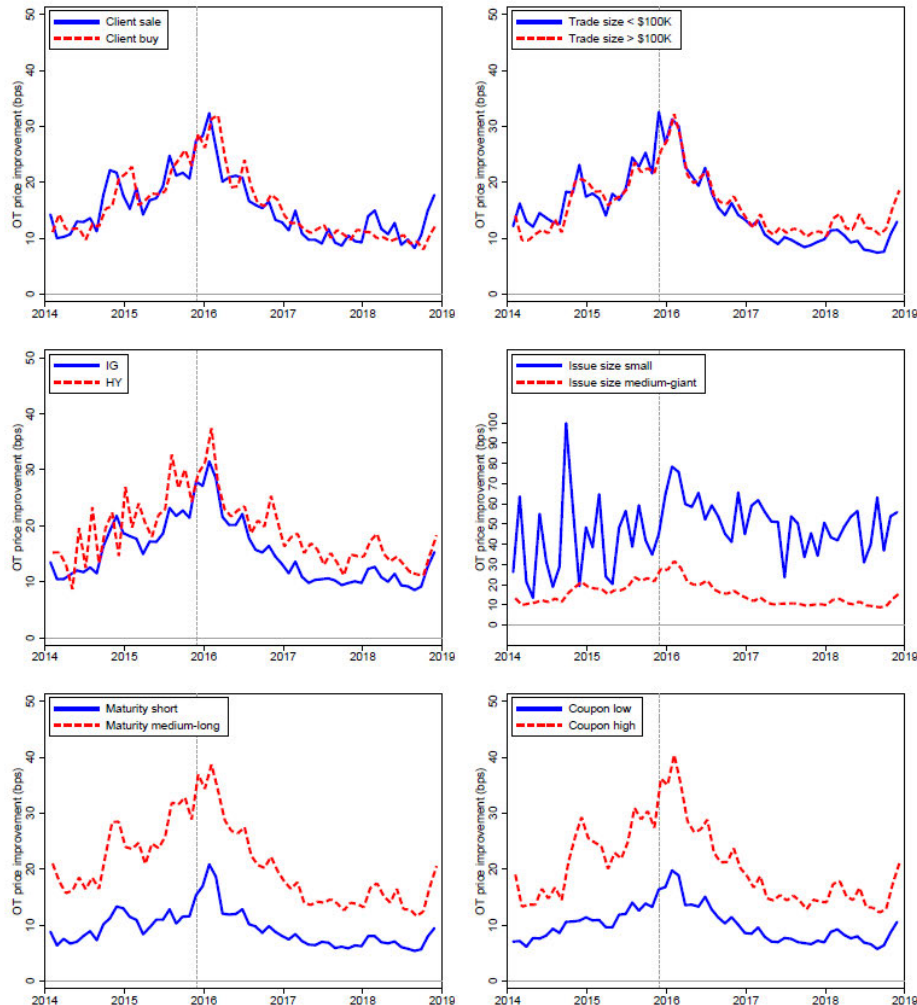 Client sale
Client buy
OT price improvement (bps)
0 10 20 30 40 50
2014 2015 2016 2017 2018 2019
Trade size < $100K
Trade size > $100K
OT price improvement (bps)
0 10 20 30 40 50
2014 2015 2016 2017 2018 2019
IG
HY
OT price improvement (bps)
0 10 20 30 40 50
2014 2015 2016 2017 2018 2019
Issue size small
Issue size medium-giant
OT price improvement (bps)
0 10 20 30 40 50 60 70 80 90 100
2014 2015 2016 2017 2018 2019
Maturity short
Maturity medium-long
OT price improvement (bps)
0 10 20 30 40 50
2014 2015 2016 2017 2018 2019
Coupon low
Coupon high
OT price improvement (bps)
0 10 20 30 40 50
2014 2015 2016 2017 2018 2019